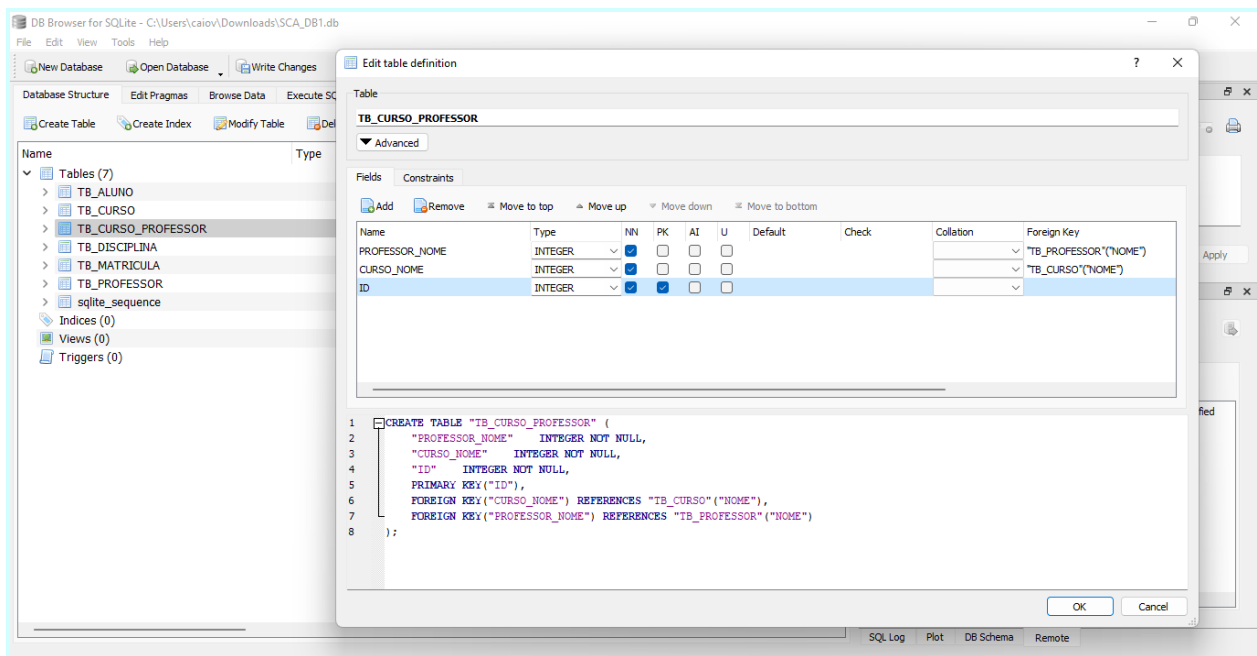 DB Browser for SQLite - C:\Users\caiov\Downloads\SCA_DB1.db
File Edit View Tools Help
New Database Open Database Write Changes
Database Structure Edit Pragmas Browse Data Execute SQ
Create Table Create Index Modify Table Del
Name Type
Tables (7)
TB_ALUNO
TB_CURSO
TB_CURSO_PROFESSOR
TB_DISCIPLINA
TB_MATRICULA
TB_PROFESSOR
sqlite_sequence
Indices (0)
Views (0)
Triggers (0)
Edit table definition ?
Table
TB_CURSO_PROFESSOR
Advanced
Fields Constraints
Add Remove Move to top Move up Move down Move to bottom
Name Type NN PK AI U Default Check Collation Foreign Key
PROFESSOR_NOME INTEGER "TB_PROFESSOR"("NOME")
CURSO_NOME INTEGER "TB_CURSO"("NOME")
ID INTEGER
1 CREATE TABLE "TB_CURSO_PROFESSOR" (
2 "PROFESSOR_NOME" INTEGER NOT NULL,
3 "CURSO_NOME" INTEGER NOT NULL,
4 "ID" INTEGER NOT NULL,
5 PRIMARY KEY("ID"),
6 FOREIGN KEY("CURSO_NOME") REFERENCES "TB_CURSO"("NOME"),
7 FOREIGN KEY("PROFESSOR_NOME") REFERENCES "TB_PROFESSOR"("NOME")
8 );
OK Cancel
Apply
fied
SQL Log Plot DB Schema Remote